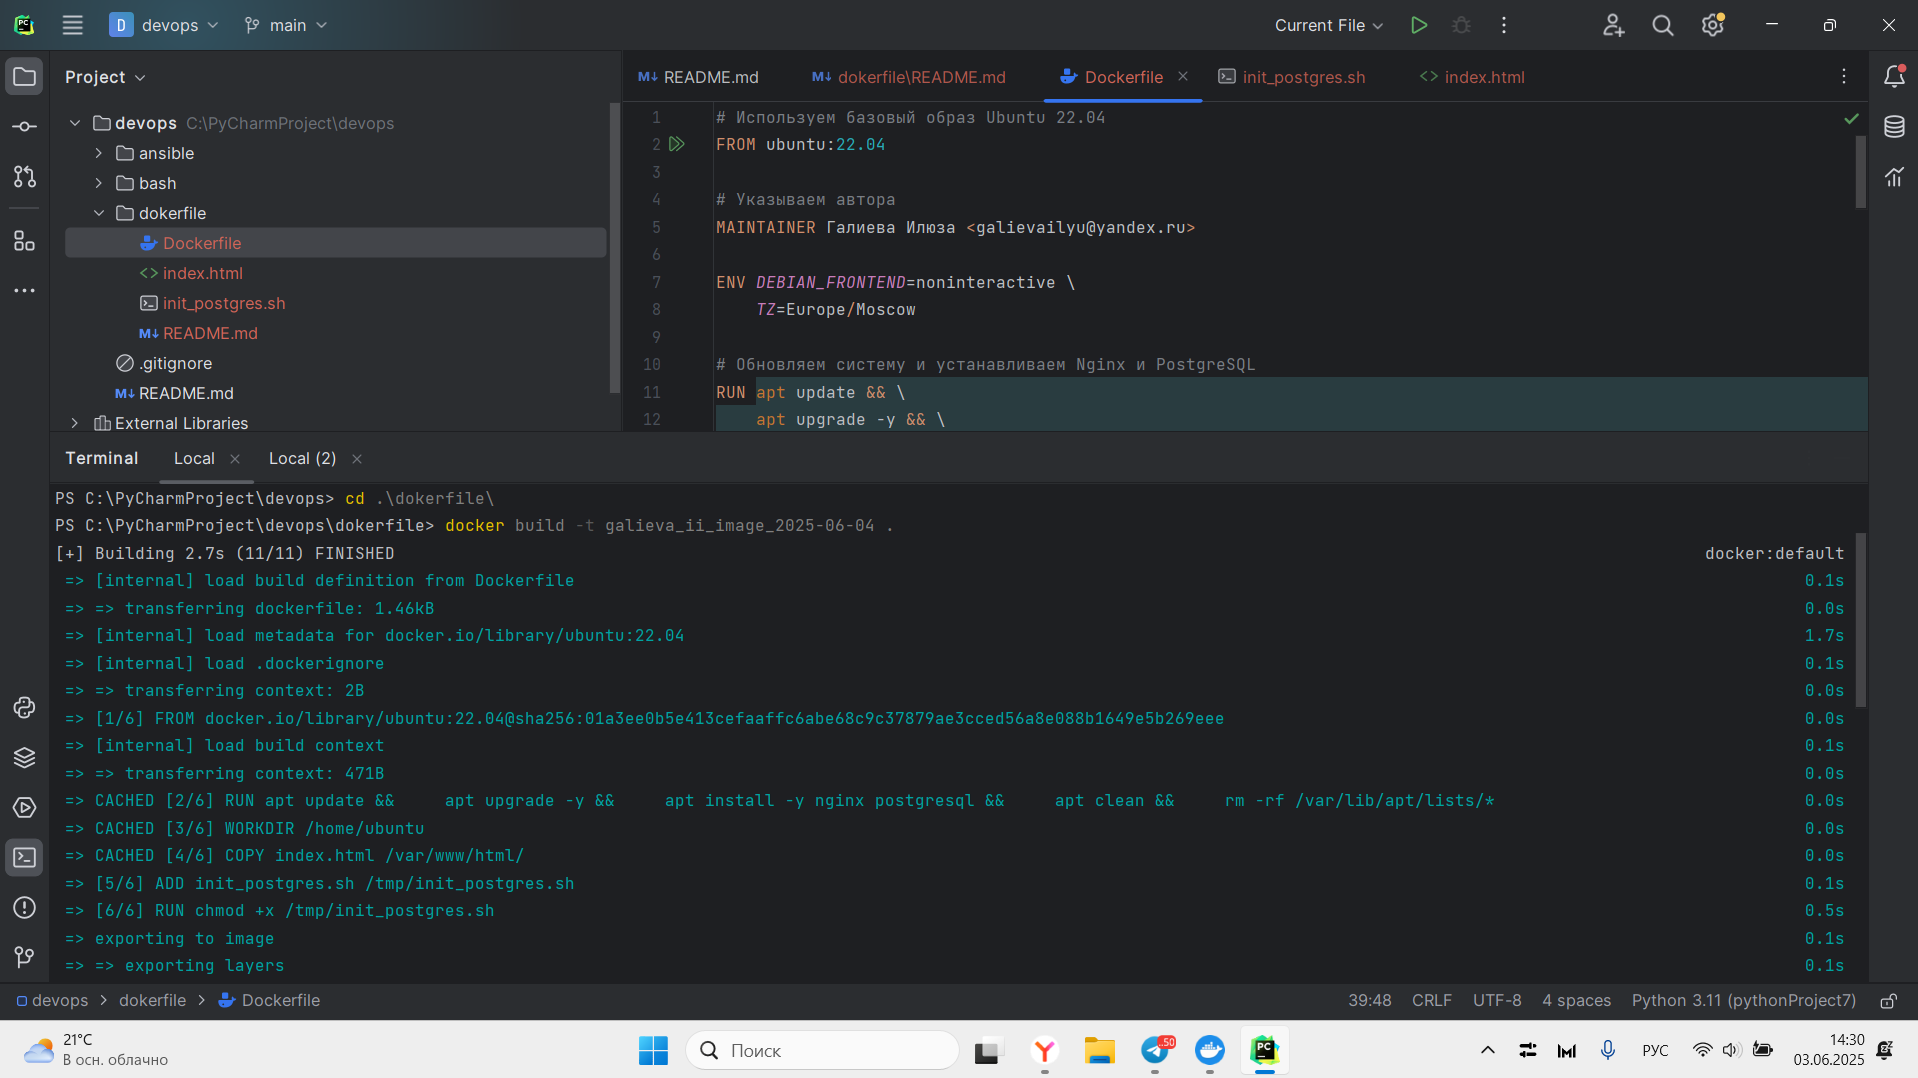 D devops main Current File
Project
README.md dokerfile\README.md Dockerfile init_postgres.sh index.html
devops C:\PyCharmProject\devops
ansible
bash
dokerfile
Dockerfile
index.html
init_postgres.sh
README.md
.gitignore
README.md
External Libraries
1 # Используем базовый образ Ubuntu 22.04
2 FROM ubuntu:22.04
3
4 # Указываем автора
5 MAINTAINER Галиева Илюза <galievailyu@yandex.ru>
6
7 ENV DEBIAN_FRONTEND=noninteractive \
8 TZ=Europe/Moscow
9
10 # Обновляем систему и устанавливаем Nginx и PostgreSQL
11 RUN apt update && \
12 apt upgrade -y && \
Terminal Local Local (2)
PS C:\PyCharmProject\devops> cd .\dokerfile\
PS C:\PyCharmProject\devops\dokerfile> docker build -t galieva_ii_image_2025-06-04 .
[+] Building 2.7s (11/11) FINISHED docker:default
=> [internal] load build definition from Dockerfile 0.1s
=> => transferring dockerfile: 1.46kB 0.0s
=> [internal] load metadata for docker.io/library/ubuntu:22.04 1.7s
=> [internal] load .dockerignore 0.1s
=> => transferring context: 2B 0.0s
=> [1/6] FROM docker.io/library/ubuntu:22.04@sha256:01a3ee0b5e413cefaaffc6abe68c9c37879ae3cced56a8e088b1649e5b269eee 0.0s
=> [internal] load build context 0.1s
=> => transferring context: 471B 0.0s
=> CACHED [2/6] RUN apt update && apt upgrade -y && apt install -y nginx postgresql && apt clean && rm -rf /var/lib/apt/lists/* 0.0s
=> CACHED [3/6] WORKDIR /home/ubuntu 0.0s
=> CACHED [4/6] COPY index.html /var/www/html/ 0.0s
=> [5/6] ADD init_postgres.sh /tmp/init_postgres.sh 0.1s
=> [6/6] RUN chmod +x /tmp/init_postgres.sh 0.5s
=> exporting to image 0.1s
=> => exporting layers 0.1s
devops > dokerfile > Dockerfile 39:48 CRLF UTF-8 4 spaces Python 3.11 (pythonProject7)
21°C
В осн. облачно
Поиск
50
PC
РУС
14:30
03.06.2025